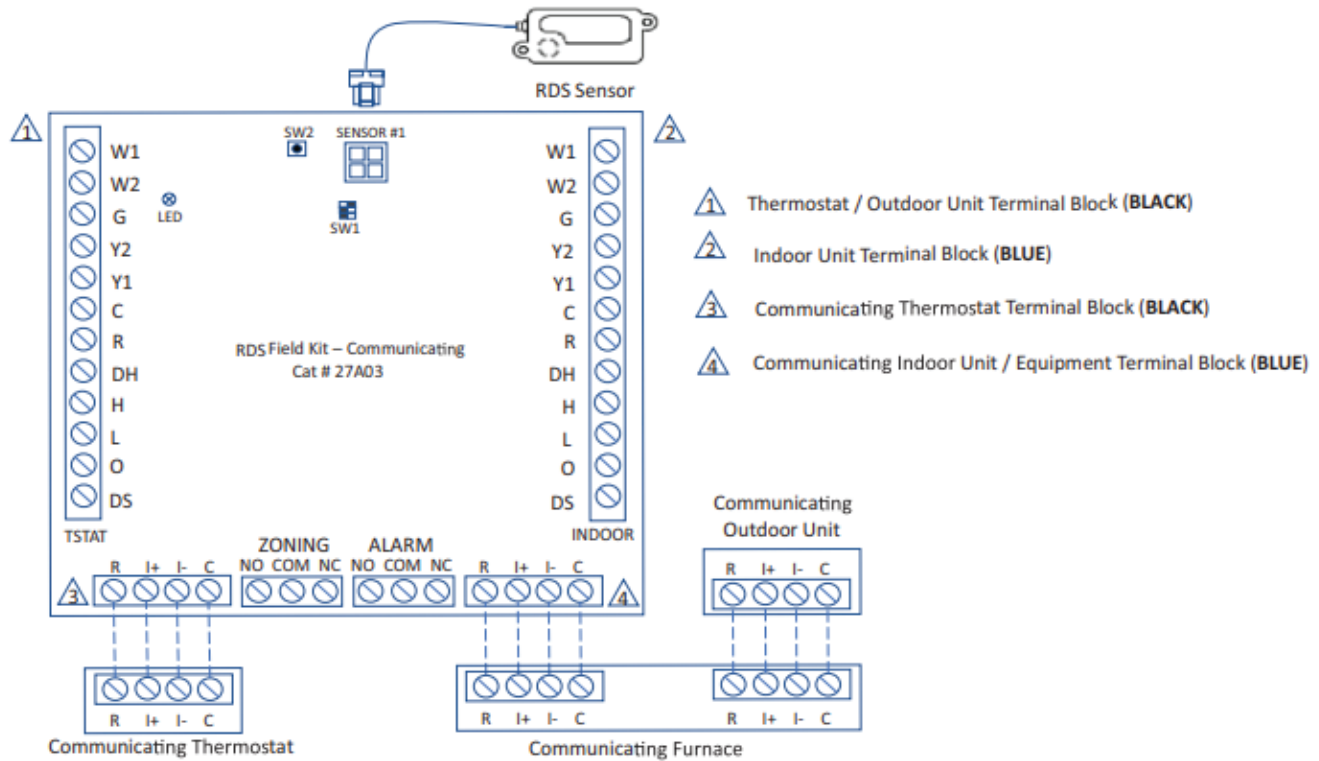 RDS Sensor
1
2
SW2 SENSOR #1
W1
W2
G
Y2
Y1
C
R
DH
H
L
O
DS
TSTAT
LED
SW1
RDS Field Kit – Communicating
Cat # 27A03
W1
W2
G
Y2
Y1
C
R
DH
H
L
O
DS
INDOOR
1 Thermostat / Outdoor Unit Terminal Block (BLACK)
2 Indoor Unit Terminal Block (BLUE)
3 Communicating Thermostat Terminal Block (BLACK)
4 Communicating Indoor Unit / Equipment Terminal Block (BLUE)
ZONING ALARM
R I+ I- C NO COM NC NO COM NC R I+ I- C
3
4
Communicating
Outdoor Unit
R I+ I- C
R I+ I- C
Communicating Thermostat
R I+ I- C R I+ I- C
Communicating Furnace